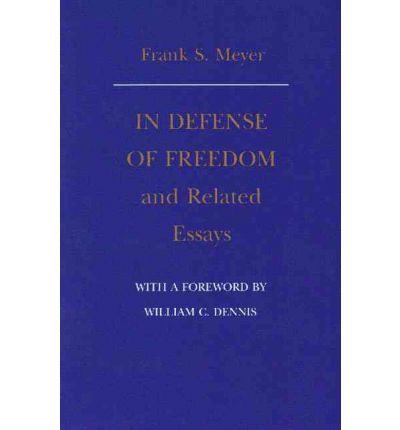 Frank S. Meyer
IN DEFENSE
OF FREEDOM
and Related
Essays
WITH A FOREWORD BY
WILLIAM C. DENNIS